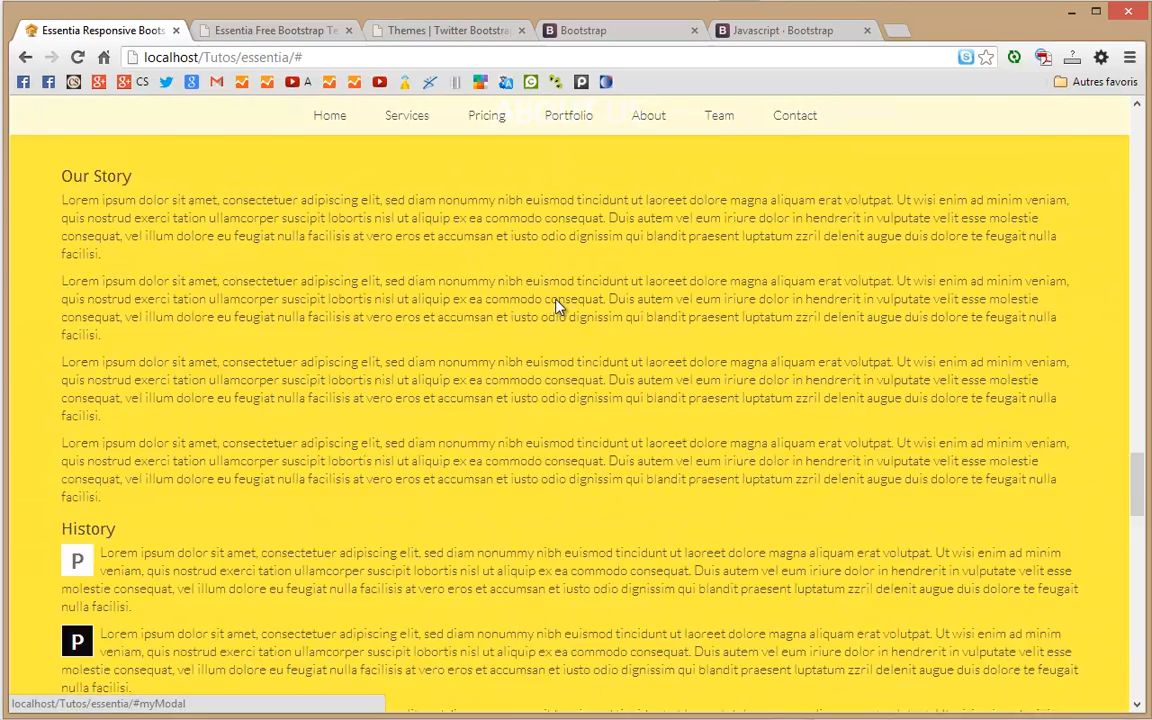 Essentia Responsive Boots
Essentia Free Bootstrap Te
Themes | Twitter Bootstra
Bootstrap
Javascript · Bootstrap
localhost/Tutos/essentia/#
A
CS
Autres favoris
Home
Services
Pricing
Portfolio
About
Team
Contact
Our Story
Lorem ipsum dolor sit amet, consectetuer adipiscing elit, sed diam nonummy nibh euismod tincidunt ut laoreet dolore magna aliquam erat volutpat. Ut wisi enim ad minim veniam,
quis nostrud exerci tation ullamcorper suscipit lobortis nisl ut aliquip ex ea commodo consequat. Duis autem vel eum iriure dolor in hendrerit in vulputate velit esse molestie
consequat, vel illum dolore eu feugiat nulla facilisis at vero eros et accumsan et iusto odio dignissim qui blandit praesent luptatum zzril delenit augue duis dolore te feugait nulla
facilisi.
Lorem ipsum dolor sit amet, consectetuer adipiscing elit, sed diam nonummy nibh euismod tincidunt ut laoreet dolore magna aliquam erat volutpat. Ut wisi enim ad minim veniam,
quis nostrud exerci tation ullamcorper suscipit lobortis nisl ut aliquip ex ea commodo consequat. Duis autem vel eum iriure dolor in hendrerit in vulputate velit esse molestie
consequat, vel illum dolore eu feugiat nulla facilisis at vero eros et accumsan et iusto odio dignissim qui blandit praesent luptatum zzril delenit augue duis dolore te feugait nulla
facilisi.
Lorem ipsum dolor sit amet, consectetuer adipiscing elit, sed diam nonummy nibh euismod tincidunt ut laoreet dolore magna aliquam erat volutpat. Ut wisi enim ad minim veniam,
quis nostrud exerci tation ullamcorper suscipit lobortis nisl ut aliquip ex ea commodo consequat. Duis autem vel eum iriure dolor in hendrerit in vulputate velit esse molestie
consequat, vel illum dolore eu feugiat nulla facilisis at vero eros et accumsan et iusto odio dignissim qui blandit praesent luptatum zzril delenit augue duis dolore te feugait nulla
facilisi.
Lorem ipsum dolor sit amet, consectetuer adipiscing elit, sed diam nonummy nibh euismod tincidunt ut laoreet dolore magna aliquam erat volutpat. Ut wisi enim ad minim veniam,
quis nostrud exerci tation ullamcorper suscipit lobortis nisl ut aliquip ex ea commodo consequat. Duis autem vel eum iriure dolor in hendrerit in vulputate velit esse molestie
consequat, vel illum dolore eu feugiat nulla facilisis at vero eros et accumsan et iusto odio dignissim qui blandit praesent luptatum zzril delenit augue duis dolore te feugait nulla
facilisi.
History
P
Lorem ipsum dolor sit amet, consectetuer adipiscing elit, sed diam nonummy nibh euismod tincidunt ut laoreet dolore magna aliquam erat volutpat. Ut wisi enim ad minim
veniam, quis nostrud exerci tation ullamcorper suscipit lobortis nisl ut aliquip ex ea commodo consequat. Duis autem vel eum iriure dolor in hendrerit in vulputate velit esse
molestie consequat, vel illum dolore eu feugiat nulla facilisis at vero eros et accumsan et iusto odio dignissim qui blandit praesent luptatum zzril delenit augue duis dolore te feugait
nulla facilisi.
P
Lorem ipsum dolor sit amet, consectetuer adipiscing elit, sed diam nonummy nibh euismod tincidunt ut laoreet dolore magna aliquam erat volutpat. Ut wisi enim ad minim
veniam, quis nostrud exerci tation ullamcorper suscipit lobortis nisl ut aliquip ex ea commodo consequat. Duis autem vel eum iriure dolor in hendrerit in vulputate velit esse
molestie consequat, vel illum dolore eu feugiat nulla facilisis at vero eros et accumsan et iusto odio dignissim qui blandit praesent luptatum zzril delenit augue duis dolore te feugait
nulla facilisi.
localhost/Tutos/essentia/#myModal